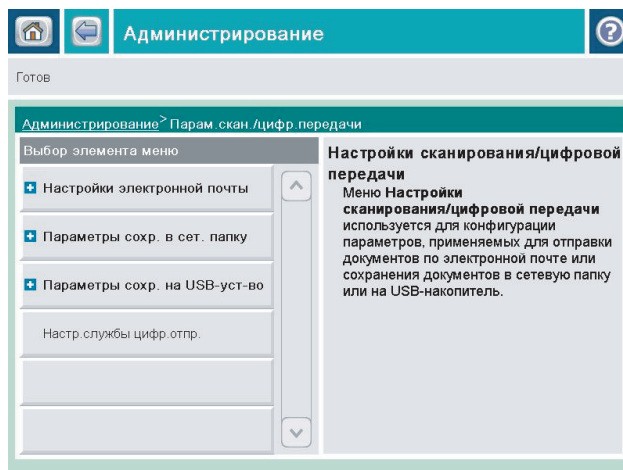 Администрирование
?
Готов
Администрирование > Парам.скан./цифр.передачи
Выбор элемента меню
Настройки электронной почты
Параметры сохр. в сет. папку
Параметры сохр. на USB-уст-во
Настр.службы цифр.отпр.
Настройки сканирования/цифровой
передачи
Меню Настройки
сканирования/цифровой передачи
используется для конфигурации
параметров, применяемых для отправки
документов по электронной почте или
сохранения документов в сетевую папку
или на USB-накопитель.